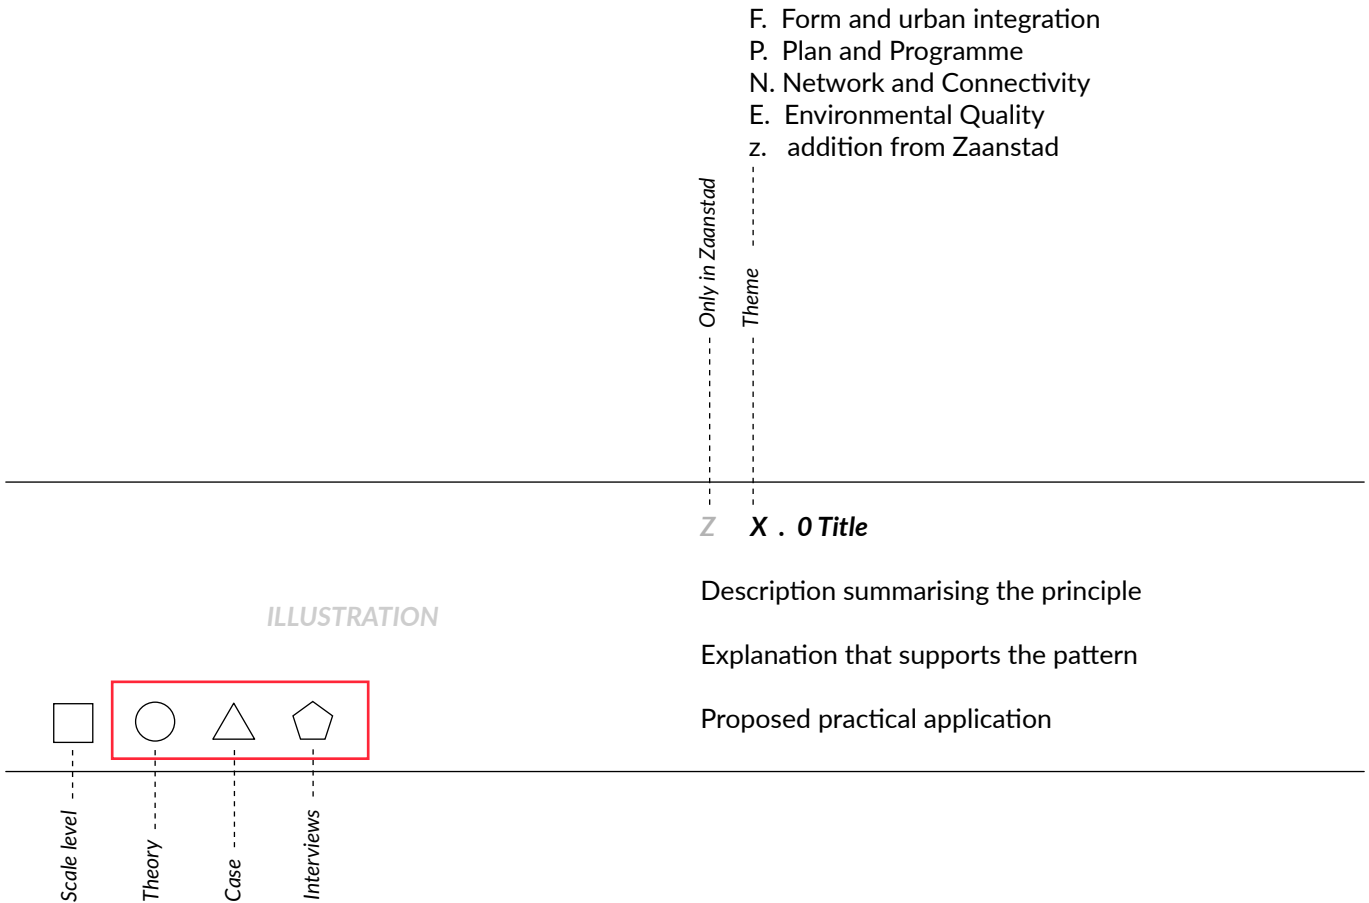 F. Form and urban integration
P. Plan and Programme
N. Network and Connectivity
E. Environmental Quality
z. addition from Zaanstad
Only in Zaanstad
Theme
Z X . 0 Title
Description summarising the principle
ILLUSTRATION
Explanation that supports the pattern
Proposed practical application
Scale level
Theory
Case
Interviews